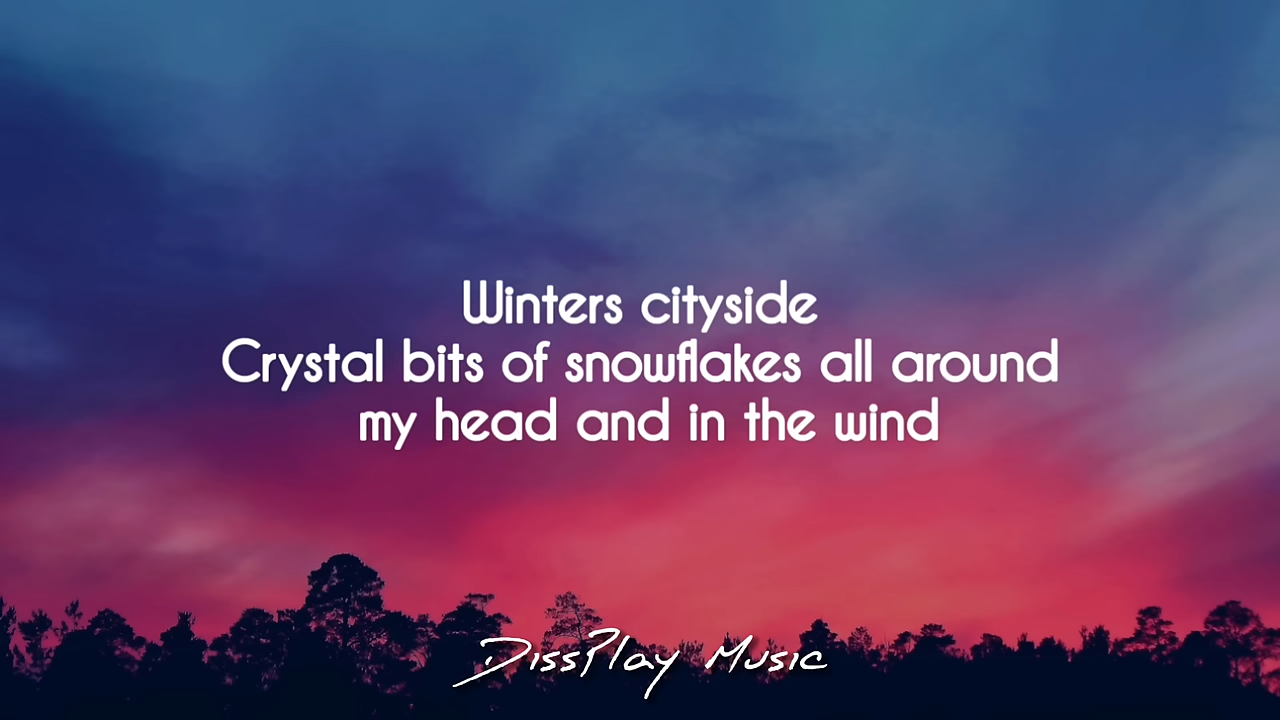 Winters cityside
Crystal bits of snowflakes all around
my head and in the wind
DissPlay Music